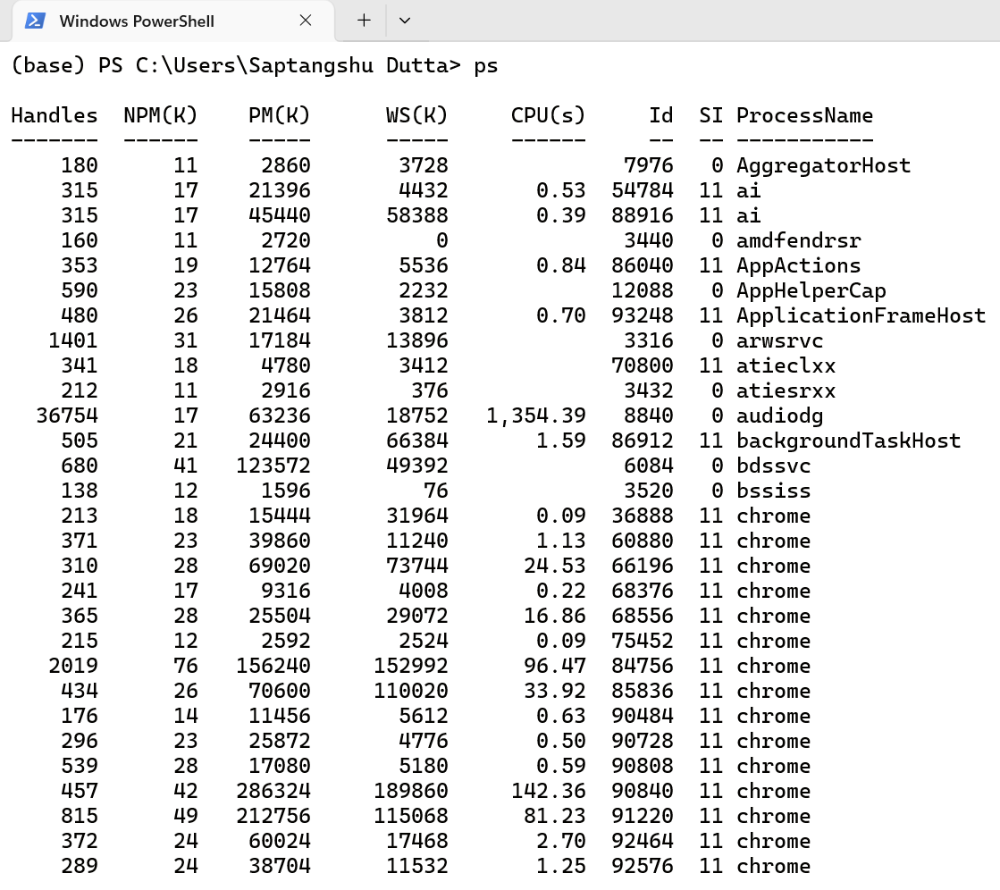 Windows PowerShell
(base) PS C:\Users\Saptangshu Dutta> ps
Handles  NPM(K)    PM(K)      WS(K)     CPU(s)     Id  SI ProcessName
-------  ------    -----      -----     ------     --  -- -----------
    180      11     2860       3728              7976   0 AggregatorHost
    315      17    21396       4432       0.53  54784  11 ai
    315      17    45440      58388       0.39  88916  11 ai
    160      11     2720          0              3440   0 amdfendrsr
    353      19    12764       5536       0.84  86040  11 AppActions
    590      23    15808       2232             12088   0 AppHelperCap
    480      26    21464       3812       0.70  93248  11 ApplicationFrameHost
   1401      31    17184      13896              3316   0 arwsrvc
    341      18     4780       3412             70800  11 atieclxx
    212      11     2916        376              3432   0 atiesrxx
  36754      17    63236      18752   1,354.39   8840   0 audiodg
    505      21    24400      66384       1.59  86912  11 backgroundTaskHost
    680      41   123572      49392              6084   0 bdssvc
    138      12     1596         76              3520   0 bssiss
    213      18    15444      31964       0.09  36888  11 chrome
    371      23    39860      11240       1.13  60880  11 chrome
    310      28    69020      73744      24.53  66196  11 chrome
    241      17     9316       4008       0.22  68376  11 chrome
    365      28    25504      29072      16.86  68556  11 chrome
    215      12     2592       2524       0.09  75452  11 chrome
   2019      76   156240     152992      96.47  84756  11 chrome
    434      26    70600     110020      33.92  85836  11 chrome
    176      14    11456       5612       0.63  90484  11 chrome
    296      23    25872       4776       0.50  90728  11 chrome
    539      28    17080       5180       0.59  90808  11 chrome
    457      42   286324     189860     142.36  90840  11 chrome
    815      49   212756     115068      81.23  91220  11 chrome
    372      24    60024      17468       2.70  92464  11 chrome
    289      24    38704      11532       1.25  92576  11 chrome